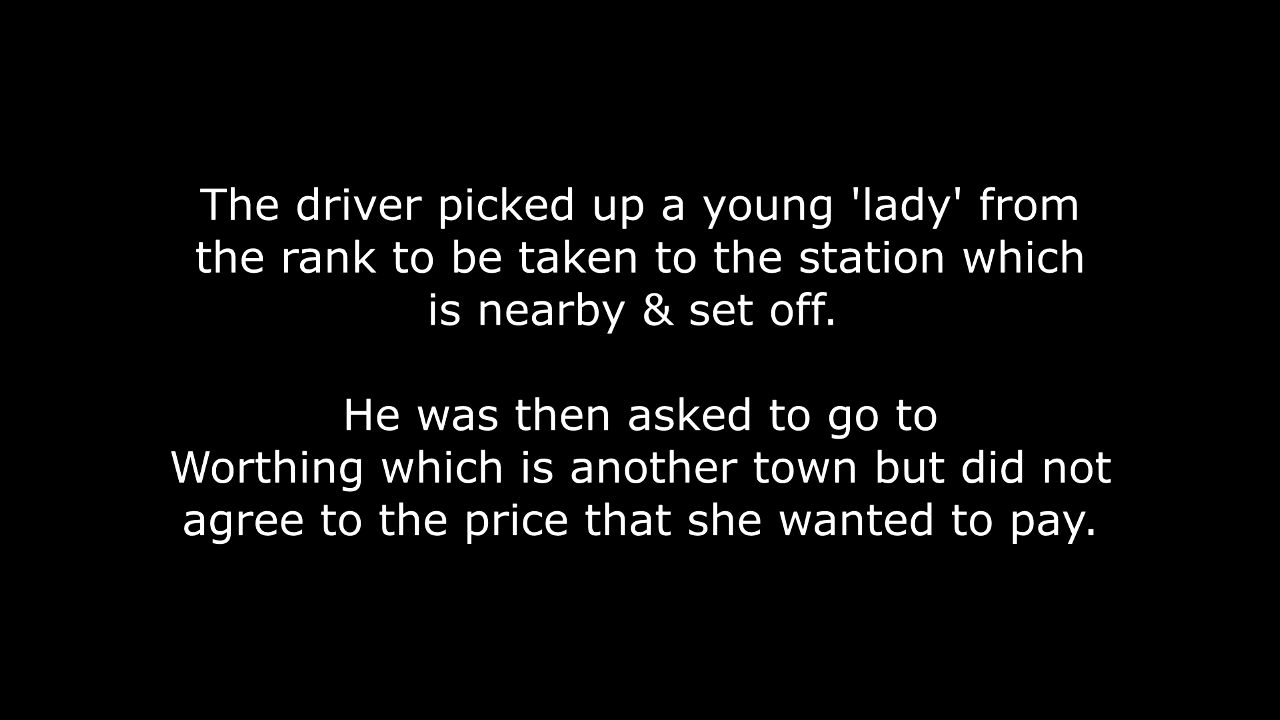 The driver picked up a young 'lady' from
the rank to be taken to the station which
is nearby & set off.
He was then asked to go to
Worthing which is another town but did not
agree to the price that she wanted to pay.